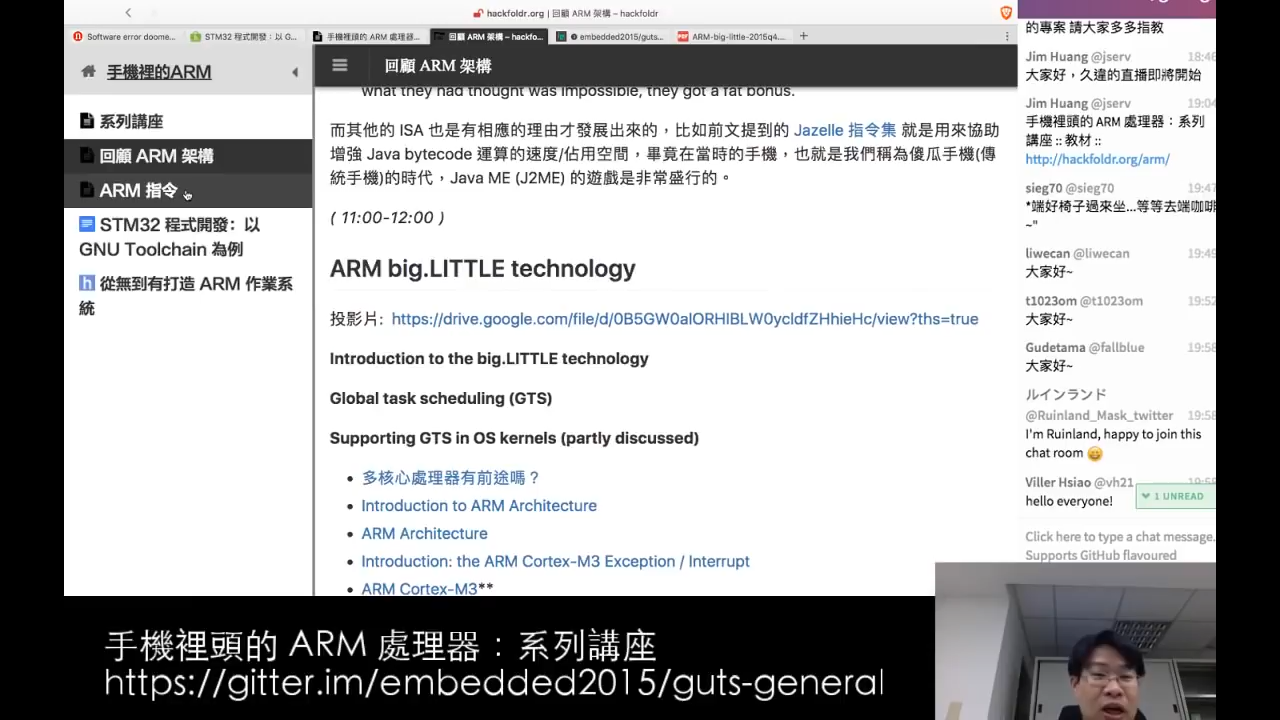 hackfoldr.org | 回顧 ARM 架構 – hackfoldr
Software error doome...
STM32 程式開發：以 G...
手機裡頭的 ARM 處理器...
回顧 ARM 架構 – hackfo...
embedded2015/guts...
ARM-big-little-2015q4....
手機裡的ARM
系列講座
回顧 ARM 架構
ARM 指令
STM32 程式開發：以
GNU Toolchain 為例
從無到有打造 ARM 作業系
統
回顧 ARM 架構
what they had thought was impossible, they got a fat bonus.
而其他的 ISA 也是有相應的理由才發展出來的，比如前文提到的 Jazelle 指令集 就是用來協助
增強 Java bytecode 運算的速度/佔用空間，畢竟在當時的手機，也就是我們稱為傻瓜手機(傳
統手機)的時代，Java ME (J2ME) 的遊戲是非常盛行的。
( 11:00-12:00 )
ARM big.LITTLE technology
投影片: https://drive.google.com/file/d/0B5GW0alORHlBLW0ycldfZHhieHc/view?ths=true
Introduction to the big.LITTLE technology
Global task scheduling (GTS)
Supporting GTS in OS kernels (partly discussed)
多核心處理器有前途嗎？
Introduction to ARM Architecture
ARM Architecture
Introduction: the ARM Cortex-M3 Exception / Interrupt
ARM Cortex-M3**
的專案 請大家多多指教
Jim Huang @jserv 18:46
大家好，久違的直播即將開始
Jim Huang @jserv 19:04
手機裡頭的 ARM 處理器：系列
講座 :: 教材 ::
http://hackfoldr.org/arm/
sieg70 @sieg70 19:47
*端好椅子過來坐...等等去端咖啡
~"
liwecan @liwecan 19:49
大家好~
t1023om @t1023om 19:52
大家好~
Gudetama @fallblue 19:58
大家好~
ルインランド
@Ruinland_Mask_twitter 19:58
I'm Ruinland, happy to join this
chat room
Viller Hsiao @vh21
hello everyone!
1 UNREAD
Click here to type a chat message.
Supports GitHub flavoured
手機裡頭的 ARM 處理器：系列講座
https://gitter.im/embedded2015/guts-general